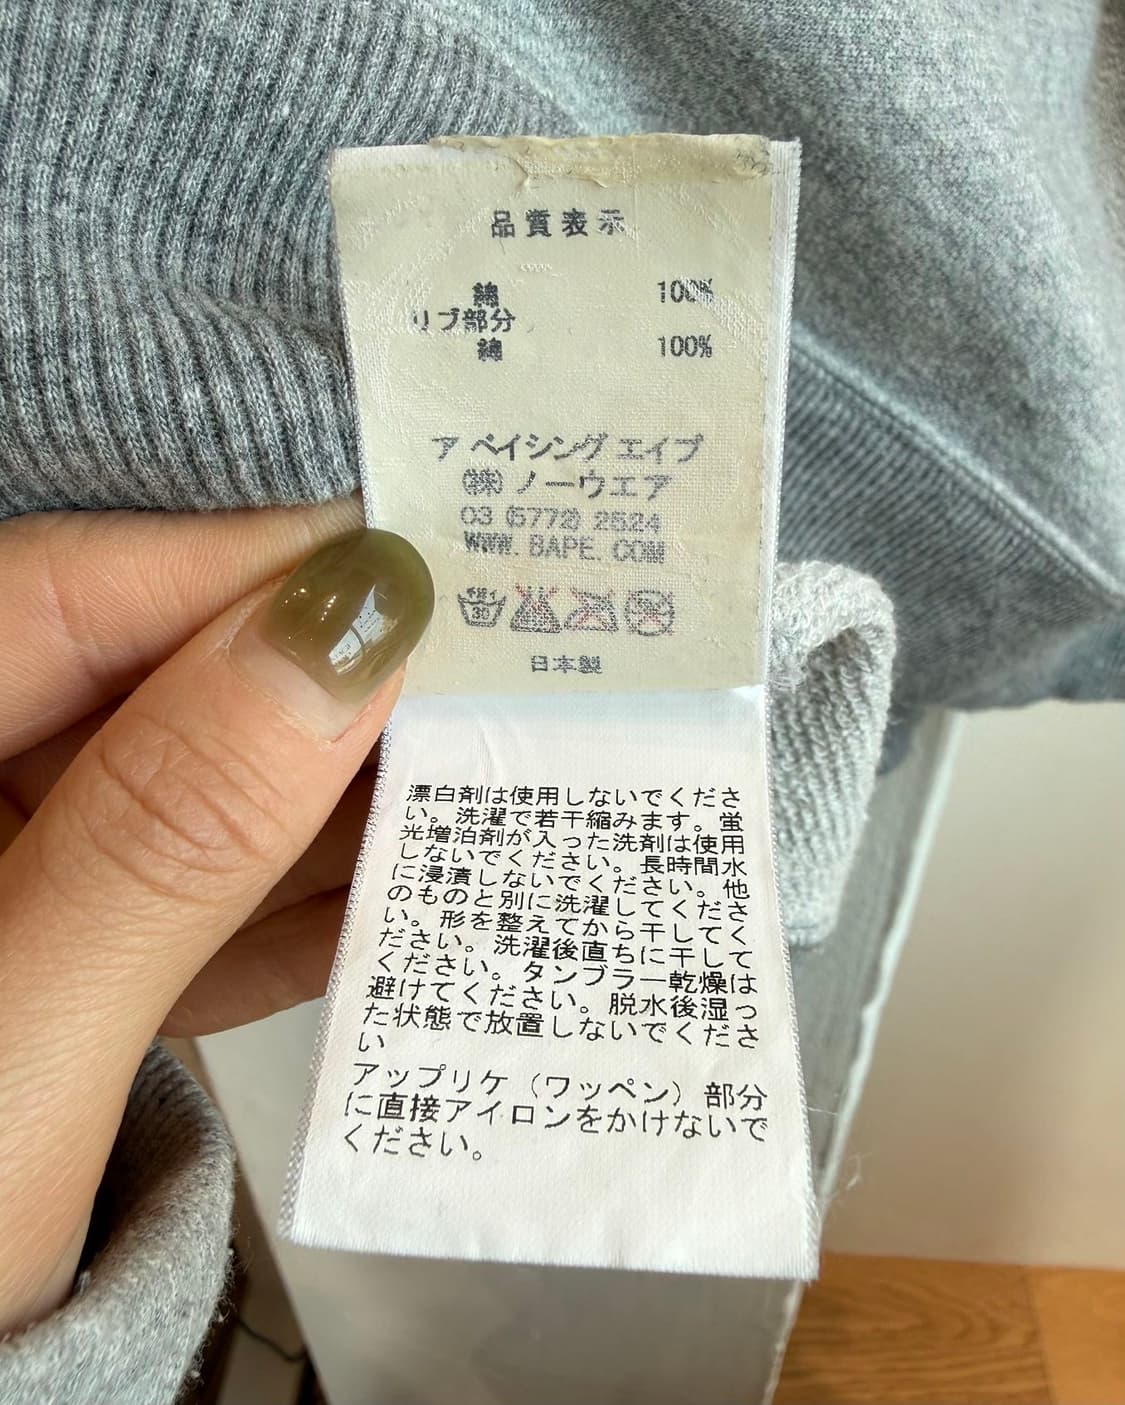 品質表示
綿 100%
リブ部分
綿 100%
ア ベイシング エイプ
㈱ ノーウエア
03 (5772) 2524
WWW. BAPE. COM
手洗イ
30
日本製
漂白剤は使用しないでくださ
い。洗濯で若干縮みます。蛍
光増泊剤が入った洗剤は使用
しないでください。長時間水
に浸漬しないでください。他
のものと別に洗濯してくださ
い。形を整えてから干してく
ださい。洗濯後直ちに干して
ください。タンブラー乾燥は
避けてください。脱水後湿っ
た状態で放置しないでくださ
い
アップリケ（ワッペン）部分
に直接アイロンをかけないで
ください。